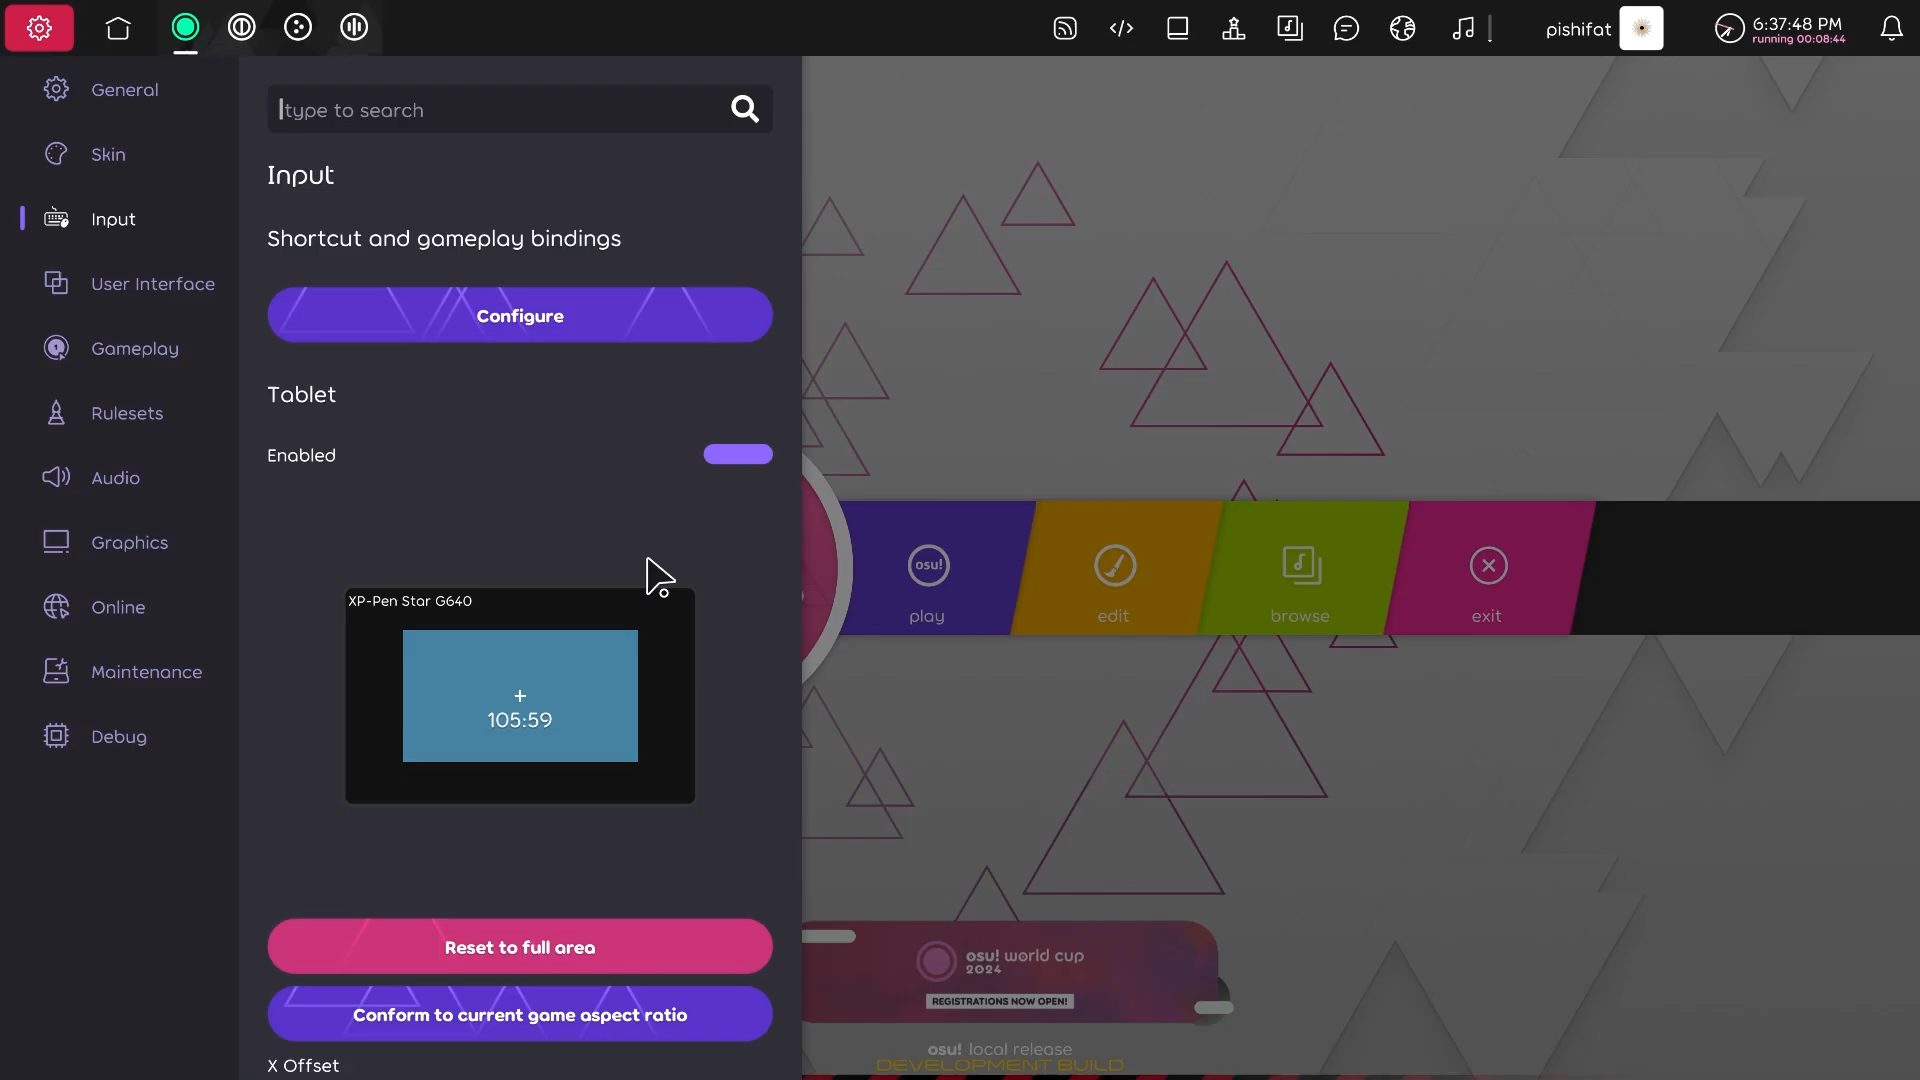 pishifat
6:37:48 PM
running 00:08:44
General
Skin
Input
User Interface
Gameplay
Rulesets
Audio
Graphics
Online
Maintenance
Debug
type to search
Input
Shortcut and gameplay bindings
Configure
Tablet
Enabled
XP-Pen Star G640
+
105:59
Reset to full area
Conform to current game aspect ratio
X Offset
osu!
play
edit
browse
exit
osu! world cup
2024
REGISTRATIONS NOW OPEN!
osu! local release
DEVELOPMENT BUILD